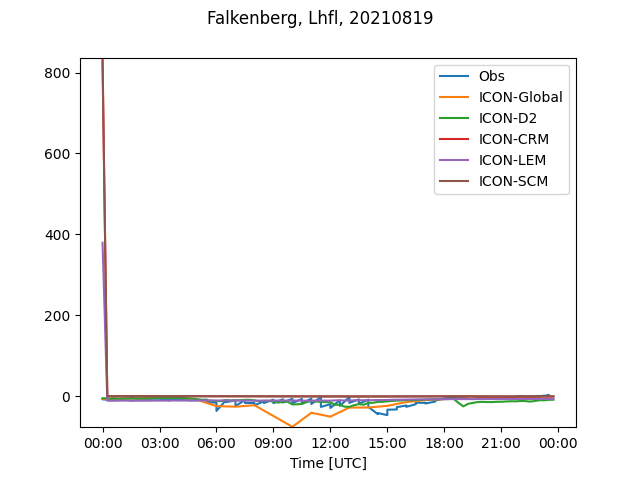 Falkenberg, Lhfl, 20210819
800
600
400
200
0
Obs
ICON-Global
ICON-D2
ICON-CRM
ICON-LEM
ICON-SCM
00:00 03:00 06:00 09:00 12:00 15:00 18:00 21:00 00:00
Time [UTC]